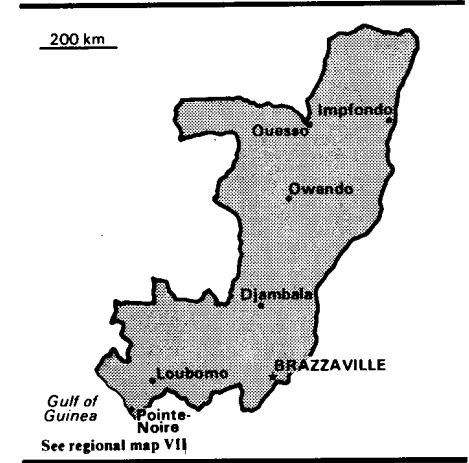 200 km
Impfondo
Ouesso
Owando
Djambala
BRAZZAVILLE
Loubomo
Gulf of
Guinea
Pointe-
Noire
See regional map VII